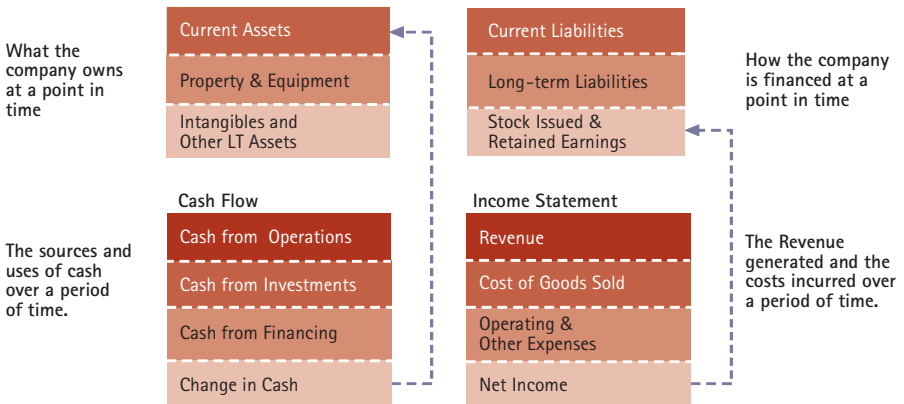 What the
company owns
at a point in
time
Current Assets
Property & Equipment
Intangibles and
Other LT Assets
Current Liabilities
Long-term Liabilities
Stock Issued &
Retained Earnings
How the company
is financed at a
point in time
The sources and
uses of cash
over a period
of time.
Cash Flow
Cash from Operations
Cash from Investments
Cash from Financing
Change in Cash
Income Statement
Revenue
Cost of Goods Sold
Operating &
Other Expenses
Net Income
The Revenue
generated and the
costs incurred over
a period of time.